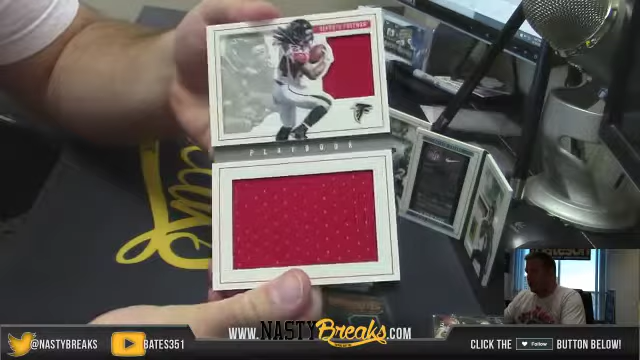 DEVONTA FREEMAN
PLAYBOOK
@NASTYBREAKS
BATES351
WWW.NASTYBreaks.COM
CLICK THE Follow BUTTON BELOW!